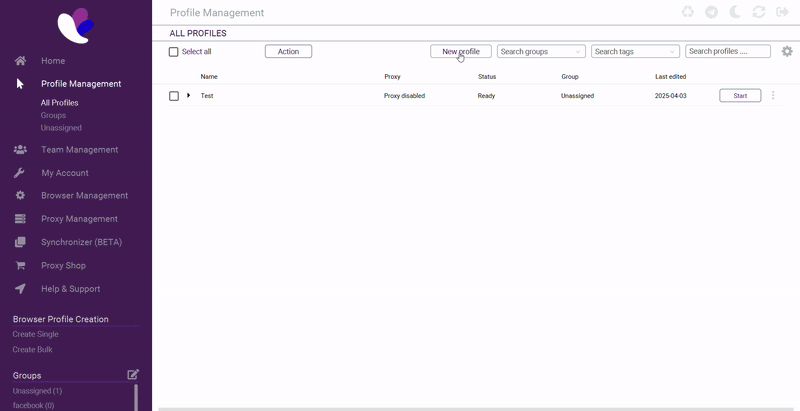 Profile Management
ALL PROFILES
Select all
Action
New profile
Search groups
Search tags
Search profiles ....
Name
Proxy
Status
Group
Last edited
Test
Proxy disabled
Ready
Unassigned
2025-04-03
Start
Home
Profile Management
All Profiles
Groups
Unassigned
Team Management
My Account
Browser Management
Proxy Management
Synchronizer (BETA)
Proxy Shop
Help & Support
Browser Profile Creation
Create Single
Create Bulk
Groups
Unassigned (1)
facebook (0)